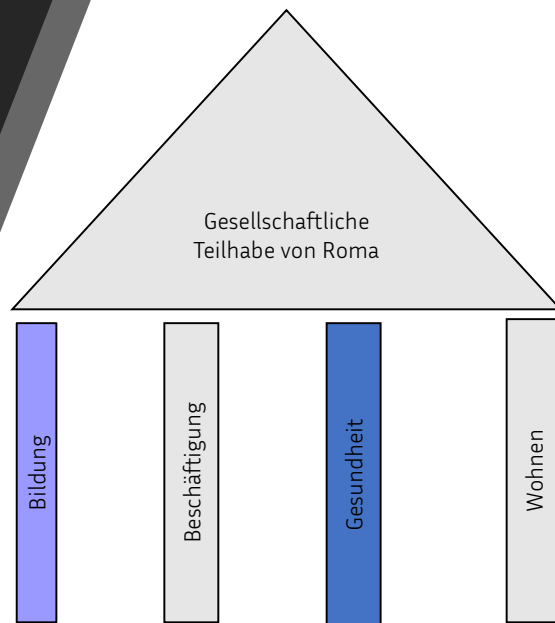 Gesellschaftliche
Teilhabe von Roma
Bildung
Beschäftigung
Gesundheit
Wohnen